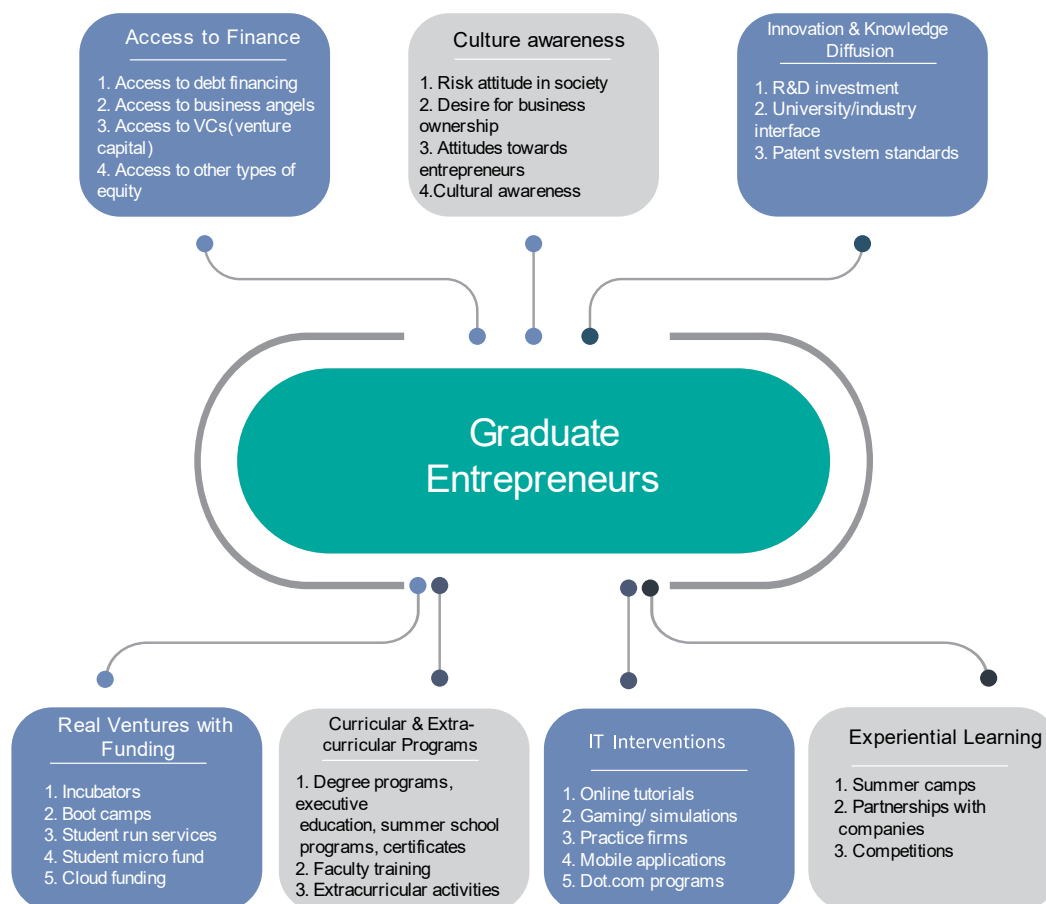 Access to Finance
1. Access to debt financing
2. Access to business angels
3. Access to VCs(venture
capital)
4. Access to other types of
equity
Culture awareness
1. Risk attitude in society
2. Desire for business
ownership
3. Attitudes towards
entrepreneurs
4.Cultural awareness
Innovation & Knowledge
Diffusion
1. R&D investment
2. University/industry
interface
3. Patent svstem standards
Graduate
Entrepreneurs
Real Ventures with
Funding
1. Incubators
2. Boot camps
3. Student run services
4. Student micro fund
5. Cloud funding
Curricular & Extra-
curricular Programs
1. Degree programs,
executive
education, summer school
programs, certificates
2. Faculty training
3. Extracurricular activities
IT Interventions
1. Online tutorials
2. Gaming/ simulations
3. Practice firms
4. Mobile applications
5. Dot.com programs
Experiential Learning
1. Summer camps
2. Partnerships with
companies
3. Competitions